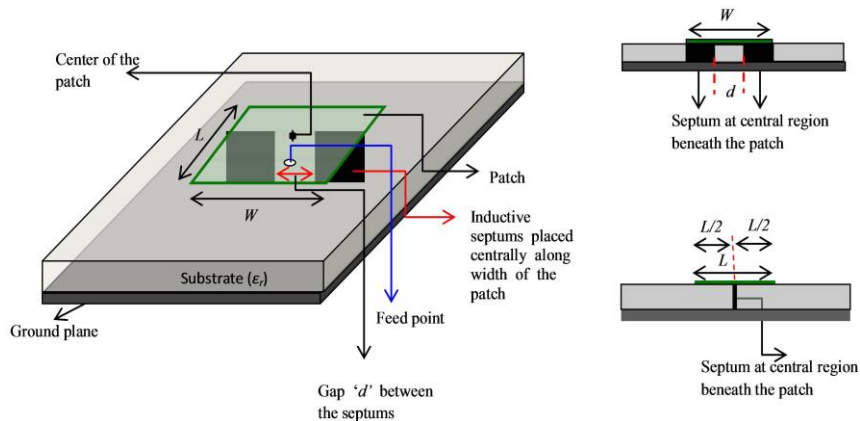 Center of the
patch
L
W
Substrate (εr)
Ground plane
Patch
Inductive
septums placed
centrally along
width of the
patch
Feed point
Gap ‘d’ between
the septums
W
d
Septum at central region
beneath the patch
L/2 L/2
L
Septum at central region
beneath the patch